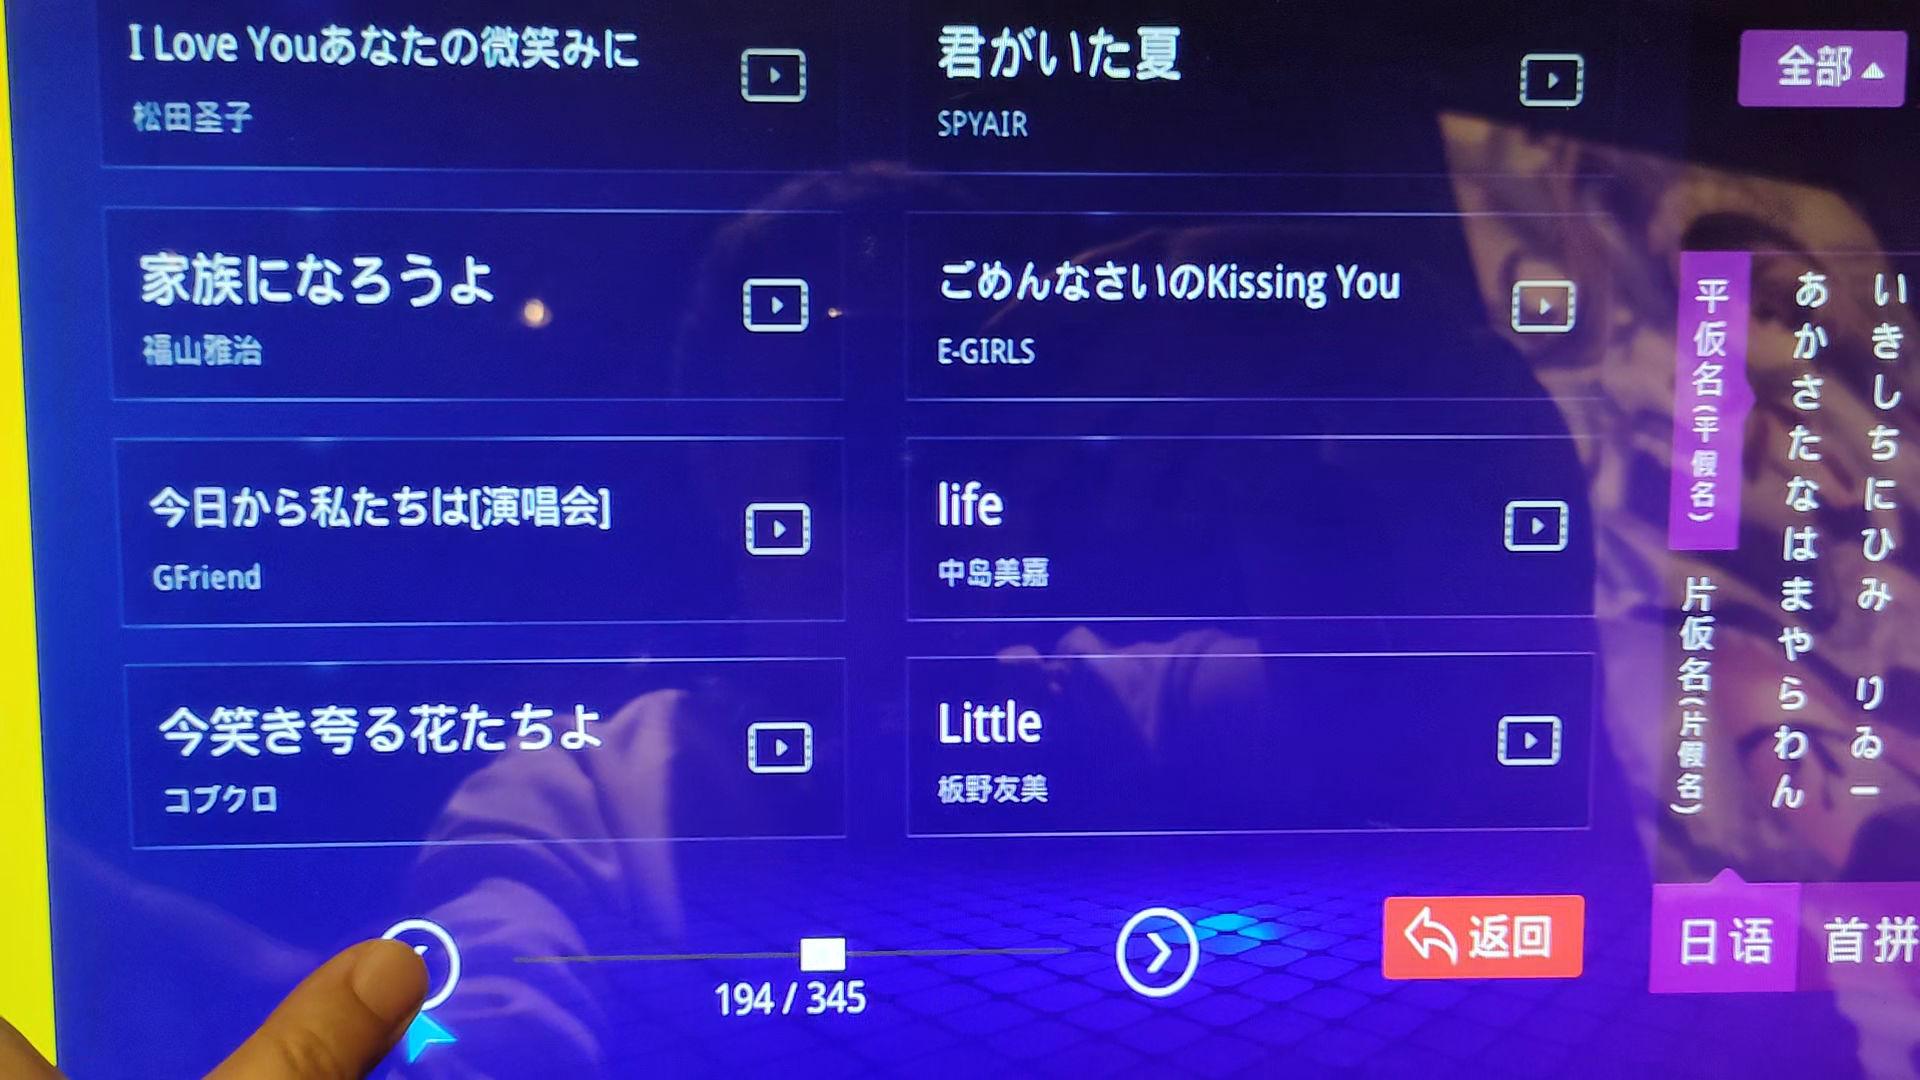 I Love Youあなたの微笑みに
松田圣子
君がいた夏
SPYAIR
全部
家族になろうよ
福山雅治
ごめんなさいのKissing You
E-GIRLS
今日から私たちは[演唱会]
GFriend
life
中岛美嘉
今笑き夸る花たちよ
コブクロ
Little
板野友美
平仮名(平假名)
片仮名(片假名)
あかさたなはまやらわん
いきしちにひみ りゐー
194 / 345
返回
日语
首拼